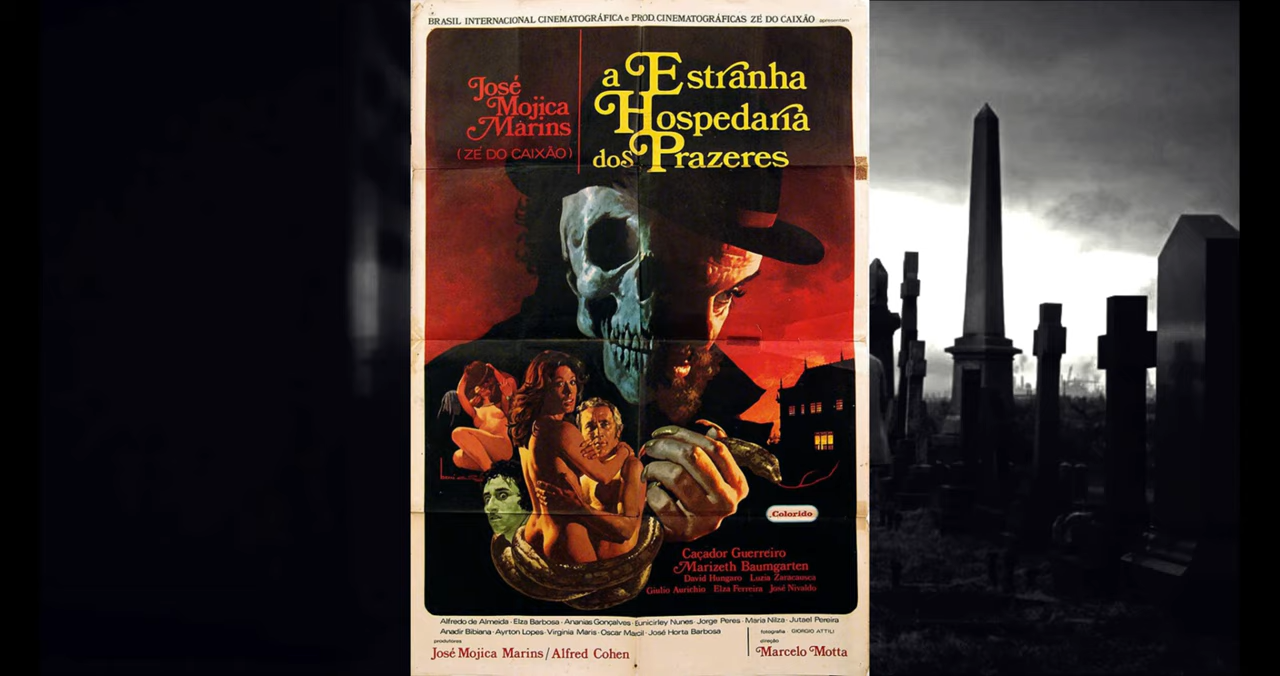 BRASIL INTERNACIONAL CINEMATOGRÁFICA e PROD. CINEMATOGRÁFICAS ZÉ DO CAIXÃO apresentam
José
Mojica
Marins
(ZÉ DO CAIXÃO)
a Estranha
Hospedaria
dos Prazeres
Colorido
Caçador Guerreiro
Marizeth Baumgarten
David Hungaro Luzia Zaracausca
Giulio Aurichio Elza Ferreira José Nivaldo
Alfredo de Almeida · Elza Barbosa · Ananias Gonçalves · Eunicirley Nunes · Jorge Peres · Maria Nilza · Jutael Pereira
Anadir Bibiana · Ayrton Lopes · Virginia Maris · Oscar Macil · José Horta Barbosa
produtores
José Mojica Marins / Alfred Cohen
fotografia GIORGIO ATTILI
direção
Marcelo Motta